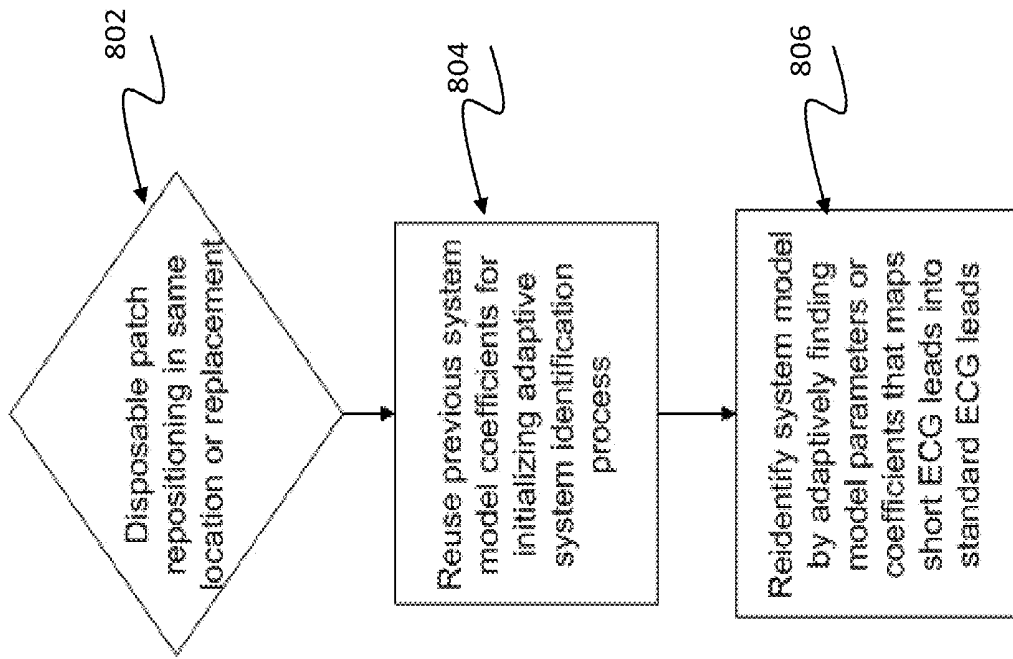 802
Disposable patch
repositioning in same
location or replacement
804
Reuse previous system
model coefficients for
initializing adaptive
system identification
process
806
Reidentify system model
by adaptively finding
model parameters or
coefficients that maps
short ECG leads into
standard ECG leads